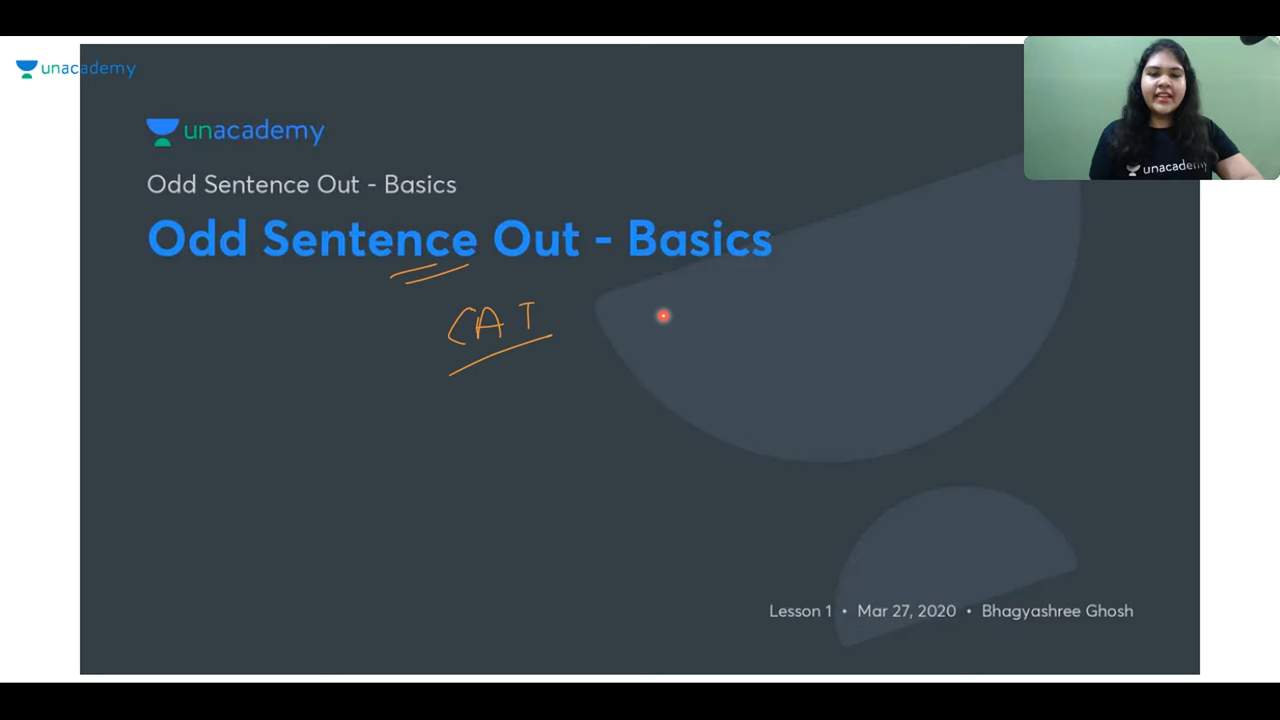 unacademy
unacademy
unacademy
Odd Sentence Out - Basics
Odd Sentence Out - Basics
CAT
Lesson 1 • Mar 27, 2020 • Bhagyashree Ghosh